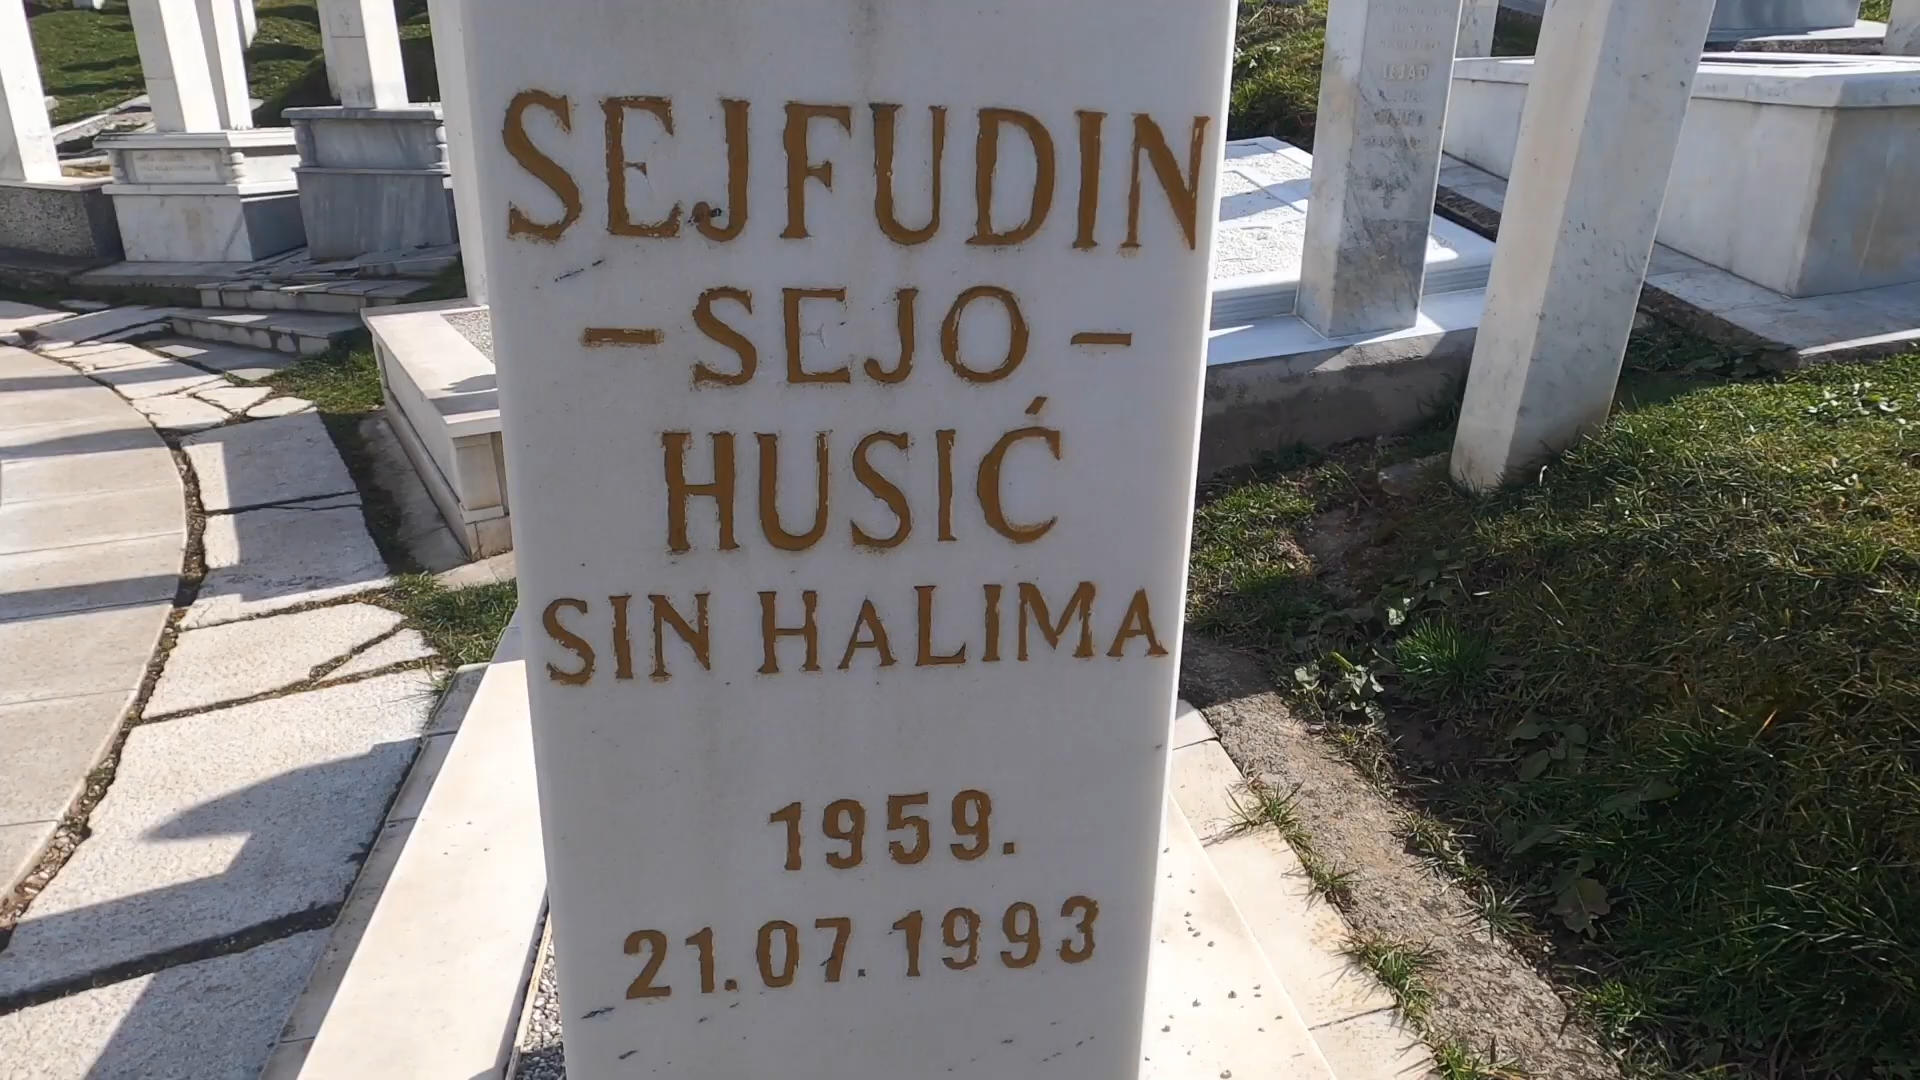 SEJFUDIN
- SEJO -
HUSIĆ
SIN HALIMA
1959.
21.07.1993